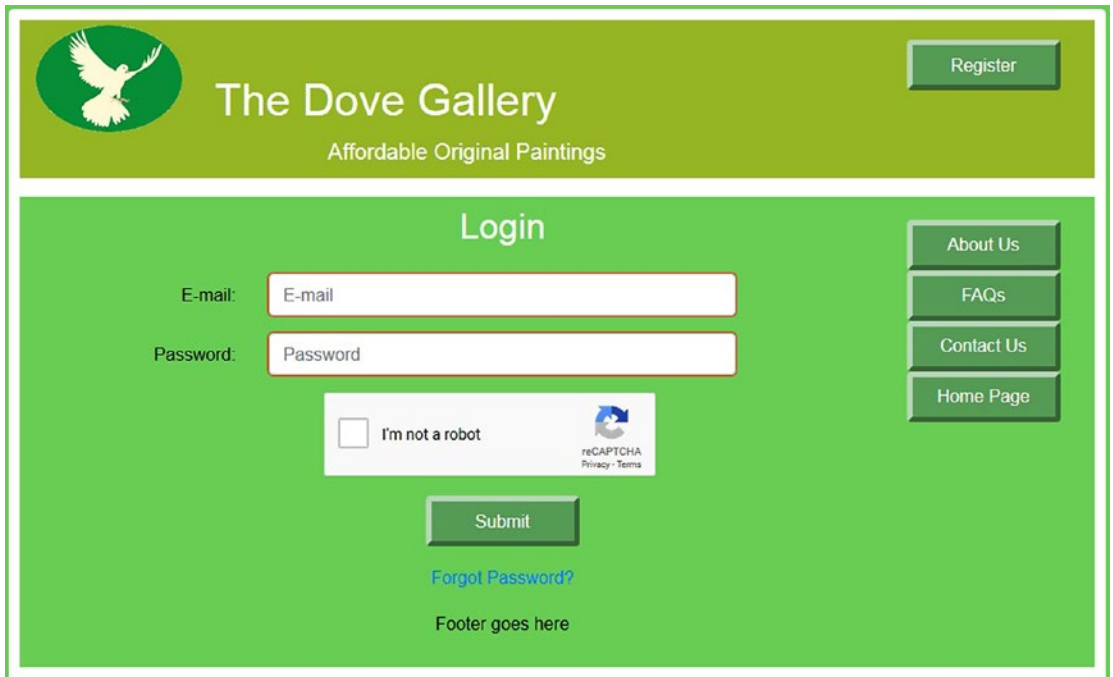 Register
The Dove Gallery
Affordable Original Paintings
Login
About Us
E-mail: E-mail
FAQs
Password: Password
Contact Us
Home Page
I'm not a robot
reCAPTCHA
Privacy - Terms
Submit
Forgot Password?
Footer goes here